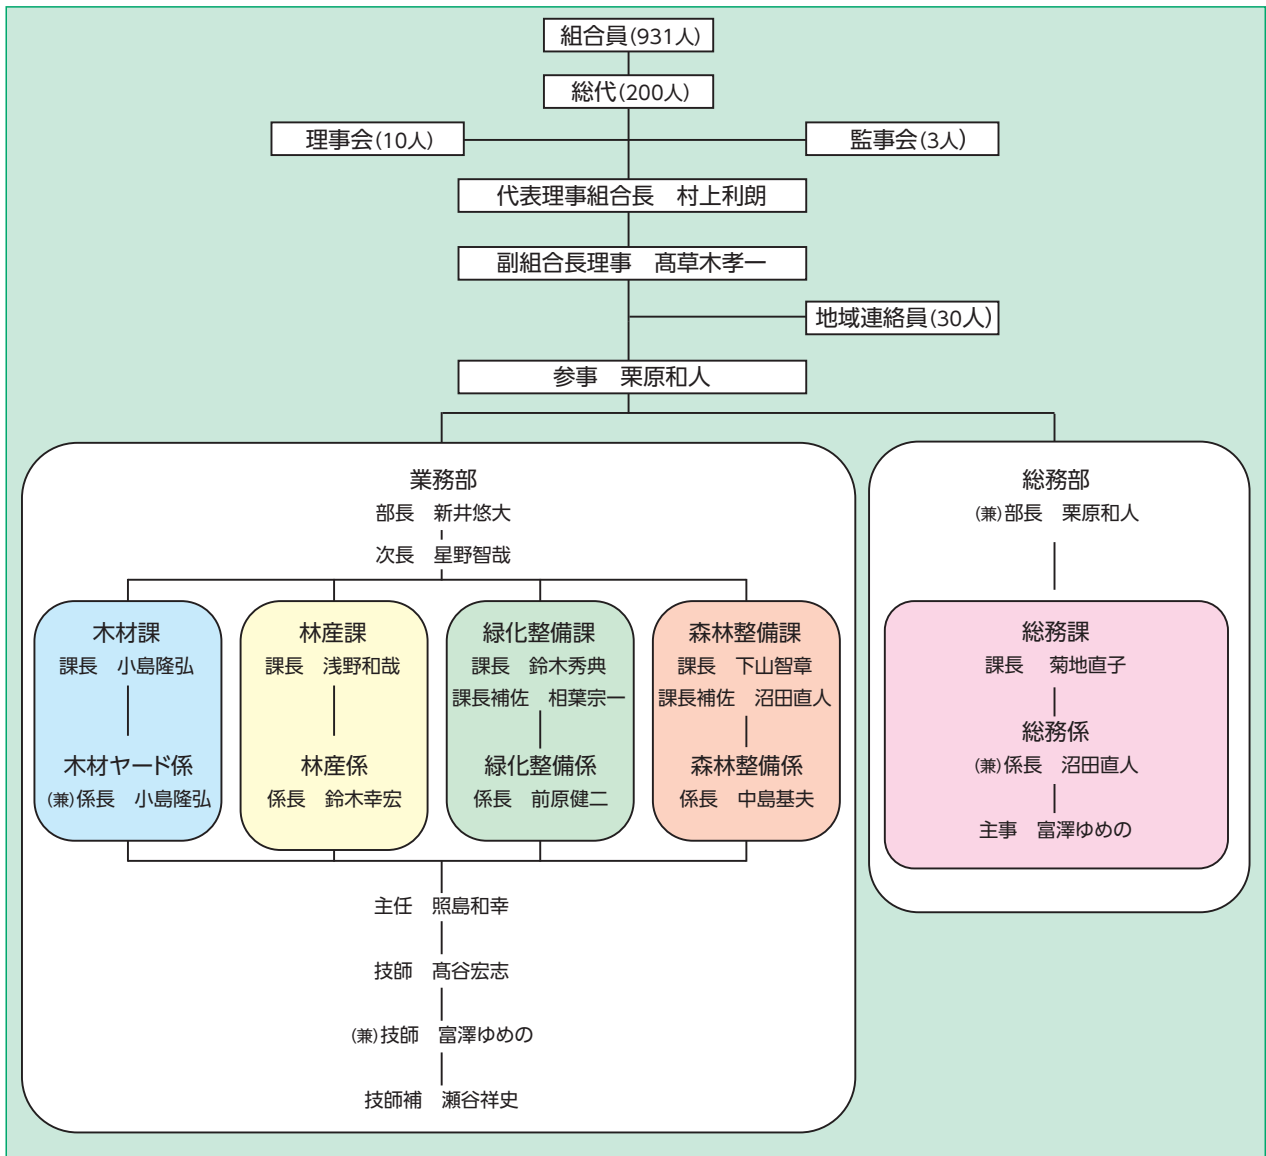 組合員(931人)
総代(200人)
理事会(10人)
監事会(3人)
代表理事組合長　村上利朗
副組合長理事　髙草木孝一
地域連絡員(30人)
参事　栗原和人
業務部
部長　新井悠大
次長　星野智哉
木材課
課長　小島隆弘
木材ヤード係
(兼)係長　小島隆弘
林産課
課長　浅野和哉
林産係
係長　鈴木幸宏
緑化整備課
課長　鈴木秀典
課長補佐　相葉宗一
緑化整備係
係長　前原健二
森林整備課
課長　下山智章
課長補佐　沼田直人
森林整備係
係長　中島基夫
主任　照島和幸
技師　髙谷宏志
(兼)技師　富澤ゆめの
技師補　瀬谷祥史
総務部
(兼)部長　栗原和人
総務課
課長　菊地直子
総務係
(兼)係長　沼田直人
主事　富澤ゆめの